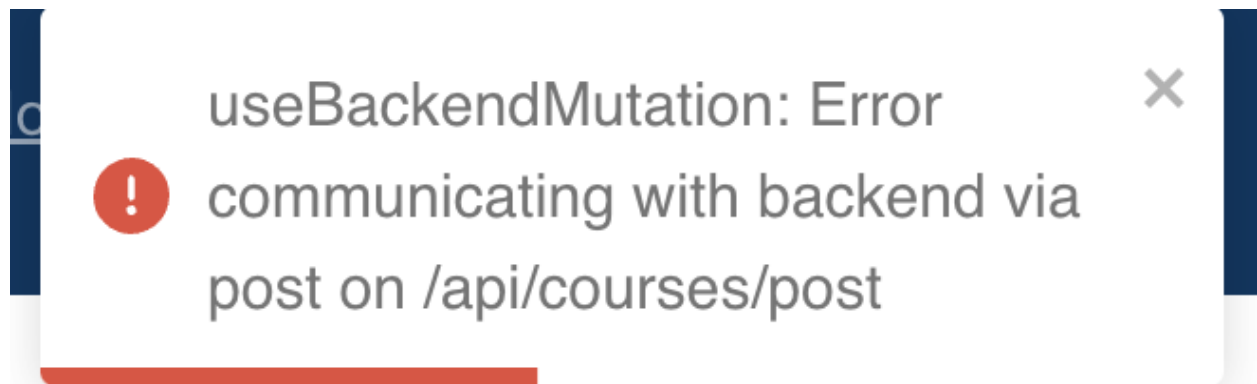 useBackendMutation: Error
communicating with backend via
post on /api/courses/post